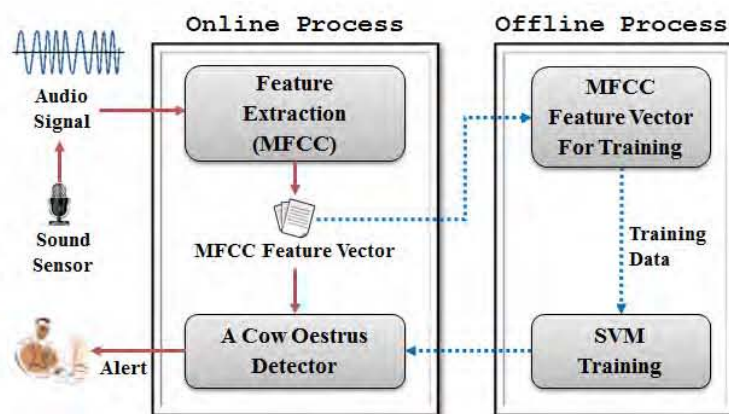 Online Process
Offline Process
Audio
Signal
Feature
Extraction
(MFCC)
MFCC
Feature Vector
For Training
Sound
Sensor
MFCC Feature Vector
Training
Data
A Cow Oestrus
Detector
Alert
SVM
Training